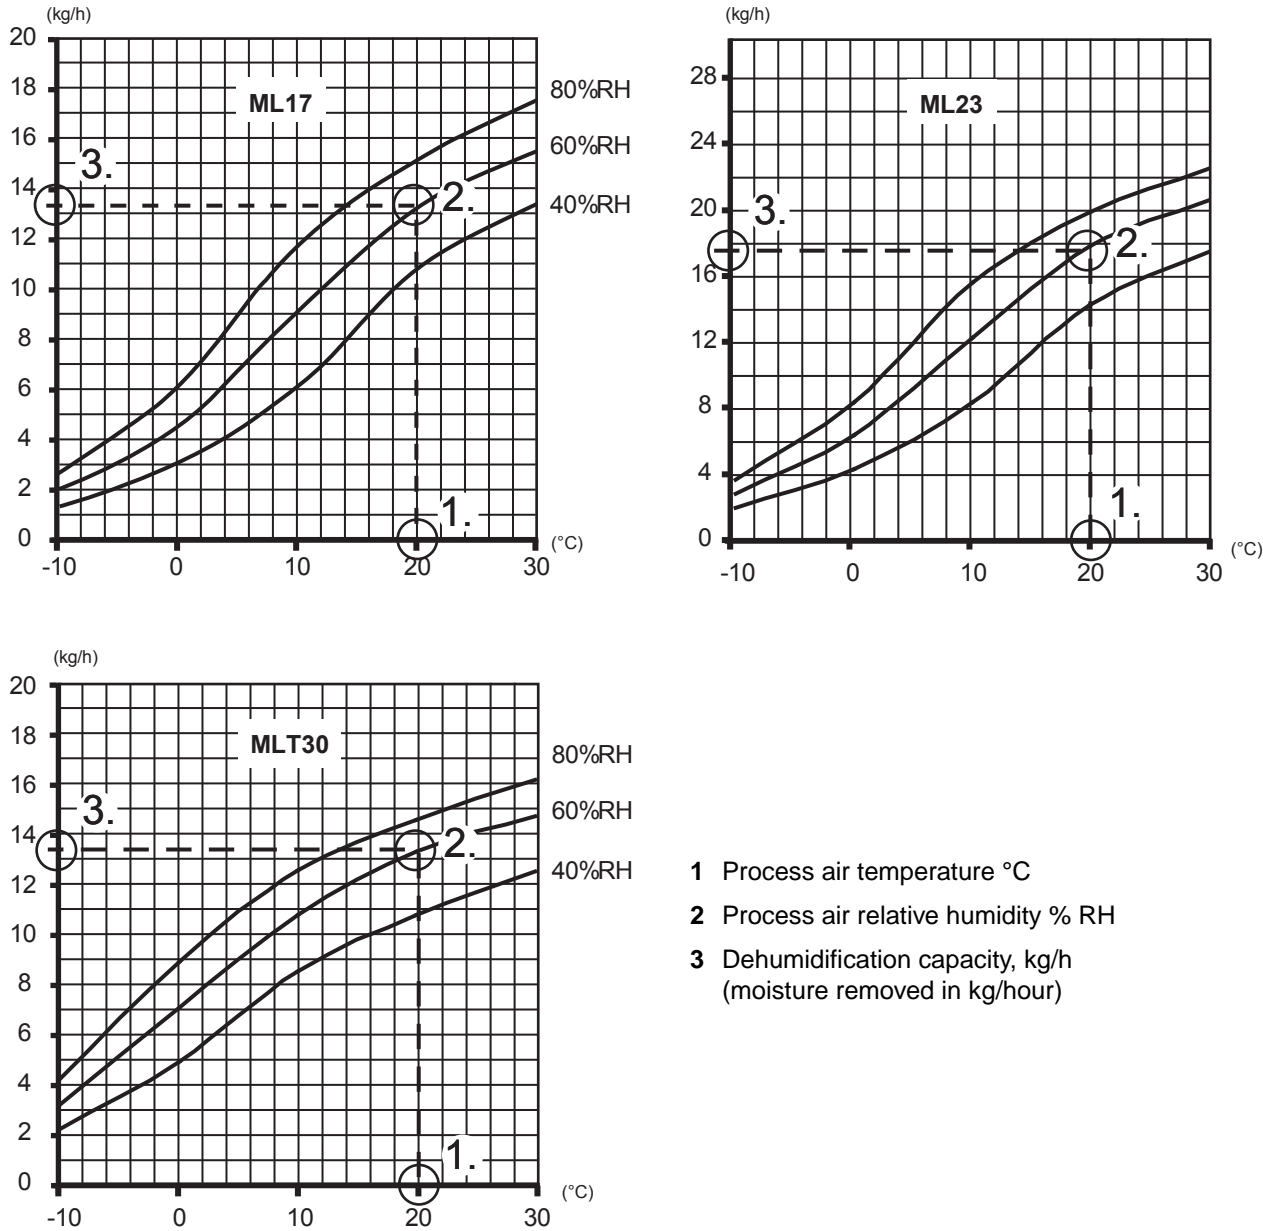 (kg/h)
20
18
16
14
12
10
8
6
4
2
0
-10
0
10
20
30
(°C)
ML17
80%RH
60%RH
40%RH
3.
2.
1.
(kg/h)
28
24
20
16
12
8
4
0
-10
0
10
20
30
(°C)
ML23
3.
2.
1.
(kg/h)
20
18
16
14
12
10
8
6
4
2
0
-10
0
10
20
30
(°C)
MLT30
80%RH
60%RH
40%RH
3.
2.
1.
1 Process air temperature °C
2 Process air relative humidity % RH
3 Dehumidification capacity, kg/h
(moisture removed in kg/hour)